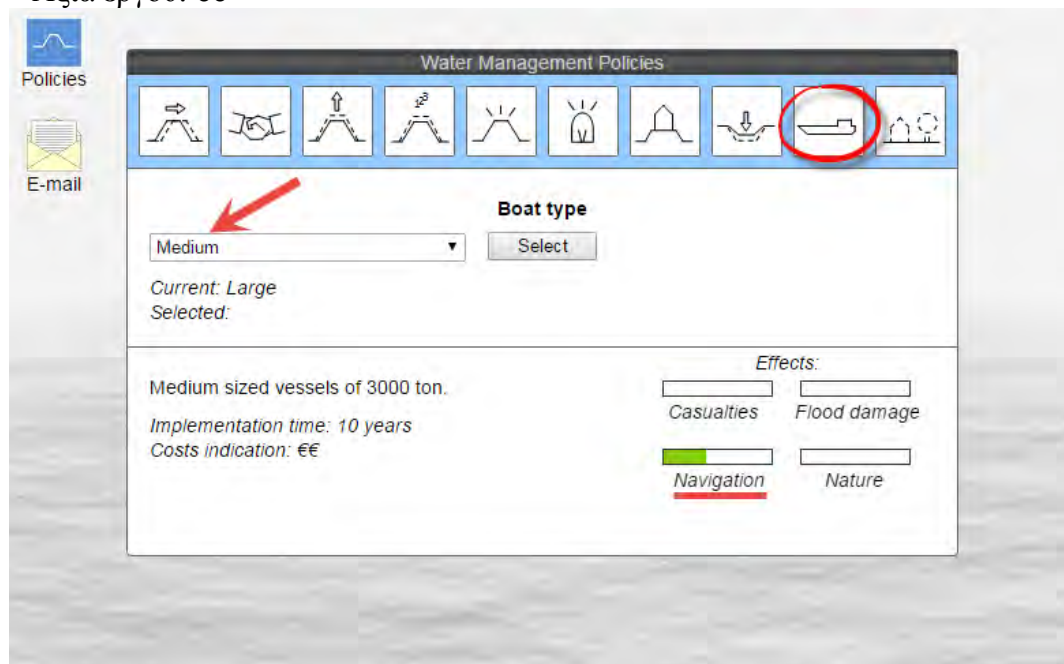 Policies
E-mail
Water Management Policies
Boat type
Medium
Select
Current: Large
Selected:
Medium sized vessels of 3000 ton.
Implementation time: 10 years
Costs indication: €€
Effects:
Casualties
Flood damage
Navigation
Nature